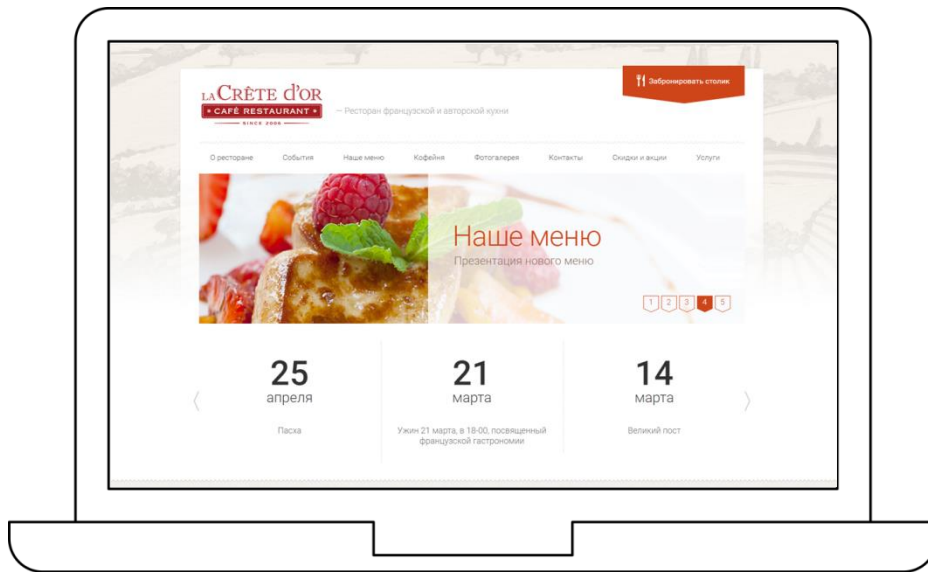 Забронировать столик
LA CRÊTE D'OR
• CAFÉ RESTAURANT •
SINCE 2006
— Ресторан французской и авторской кухни
О ресторане События Наше меню Кофейня Фотогалерея Контакты Скидки и акции Услуги
Наше меню
Презентация нового меню
1 2 3 4 5
25
апреля
Пасха
21
марта
Ужин 21 марта, в 18-00, посвященный
французской гастрономии
14
марта
Великий пост